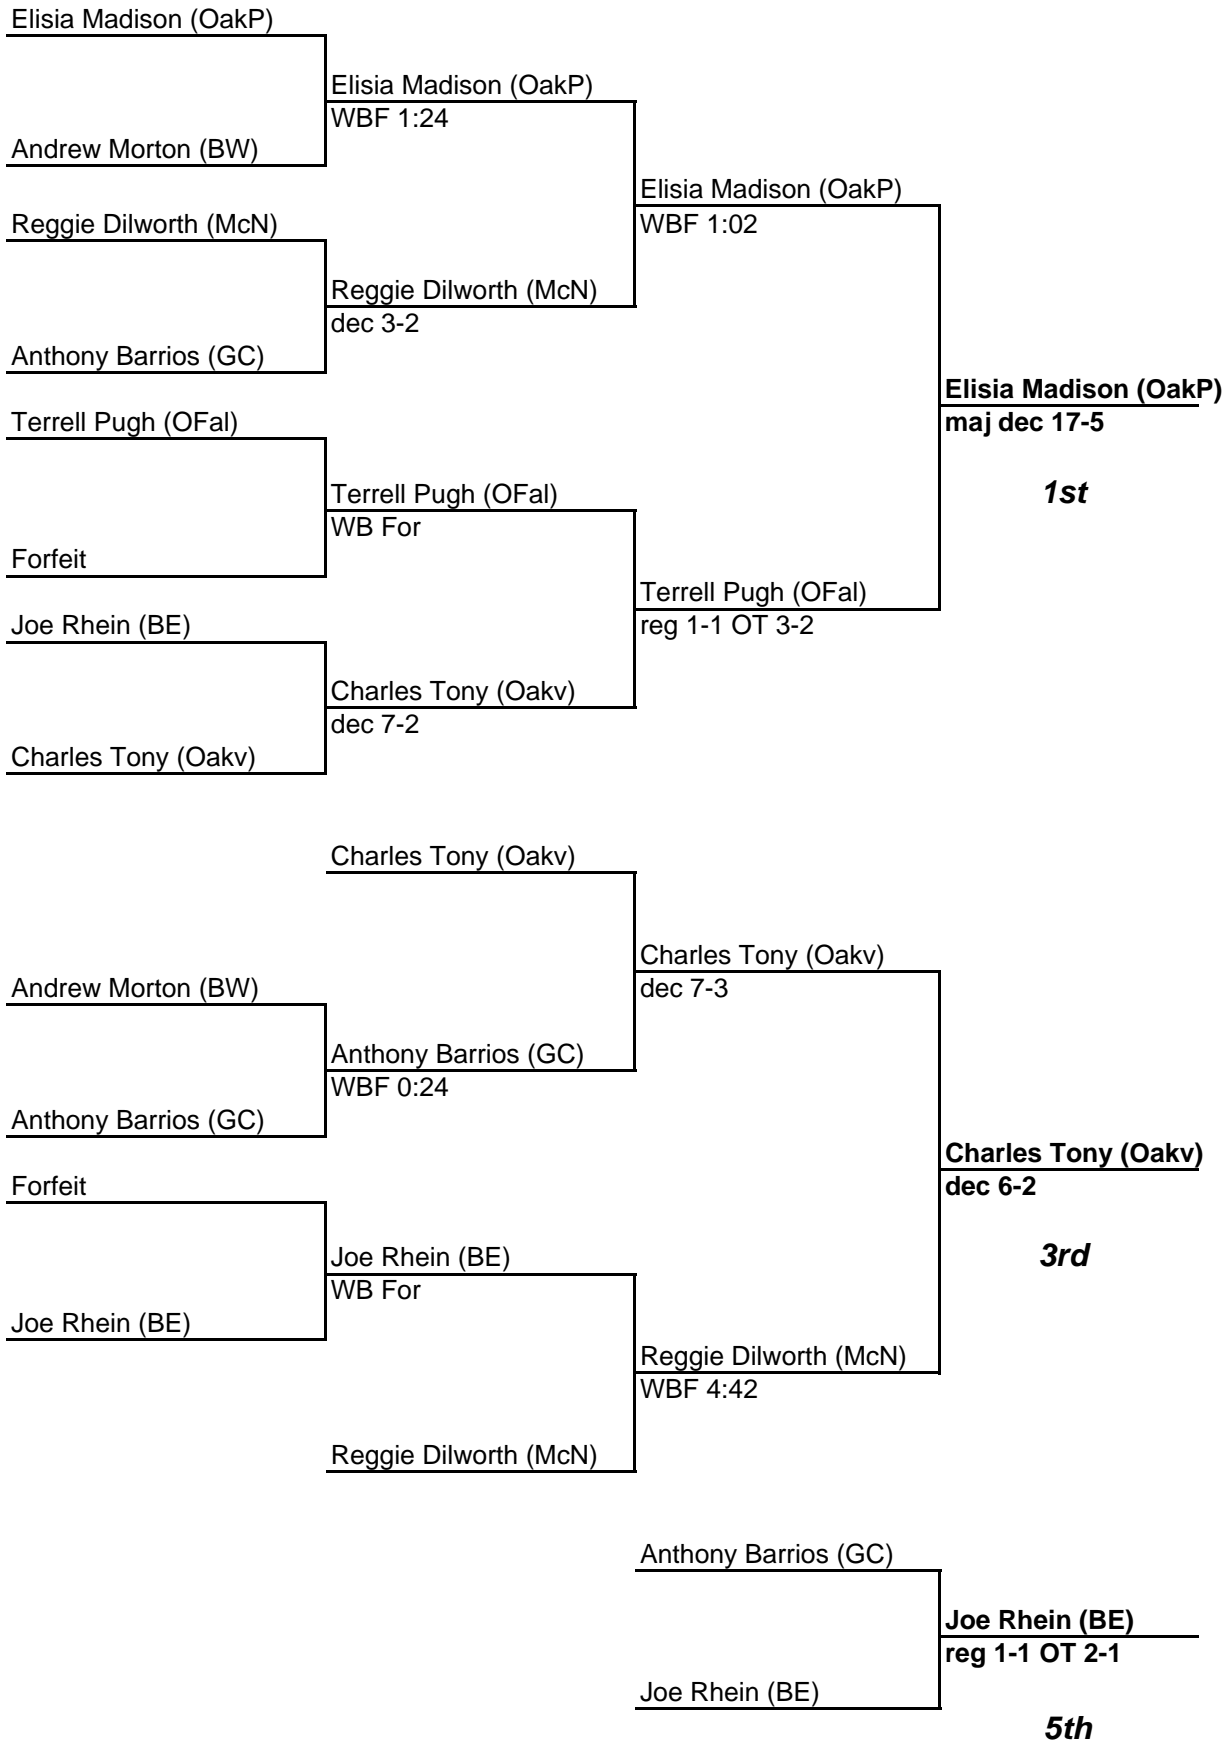 Elisia Madison (OakP)
Elisia Madison (OakP)
WBF 1:24
Andrew Morton (BW)
Elisia Madison (OakP)
WBF 1:02
Reggie Dilworth (McN)
Reggie Dilworth (McN)
dec 3-2
Anthony Barrios (GC)
Elisia Madison (OakP)
maj dec 17-5
1st
Terrell Pugh (OFal)
Terrell Pugh (OFal)
WB For
Forfeit
Terrell Pugh (OFal)
reg 1-1 OT 3-2
Joe Rhein (BE)
Charles Tony (Oakv)
dec 7-2
Charles Tony (Oakv)
Charles Tony (Oakv)
Charles Tony (Oakv)
dec 7-3
Andrew Morton (BW)
Anthony Barrios (GC)
WBF 0:24
Anthony Barrios (GC)
Charles Tony (Oakv)
dec 6-2
3rd
Forfeit
Joe Rhein (BE)
WB For
Joe Rhein (BE)
Reggie Dilworth (McN)
WBF 4:42
Reggie Dilworth (McN)
Anthony Barrios (GC)
Joe Rhein (BE)
reg 1-1 OT 2-1
Joe Rhein (BE)
5th